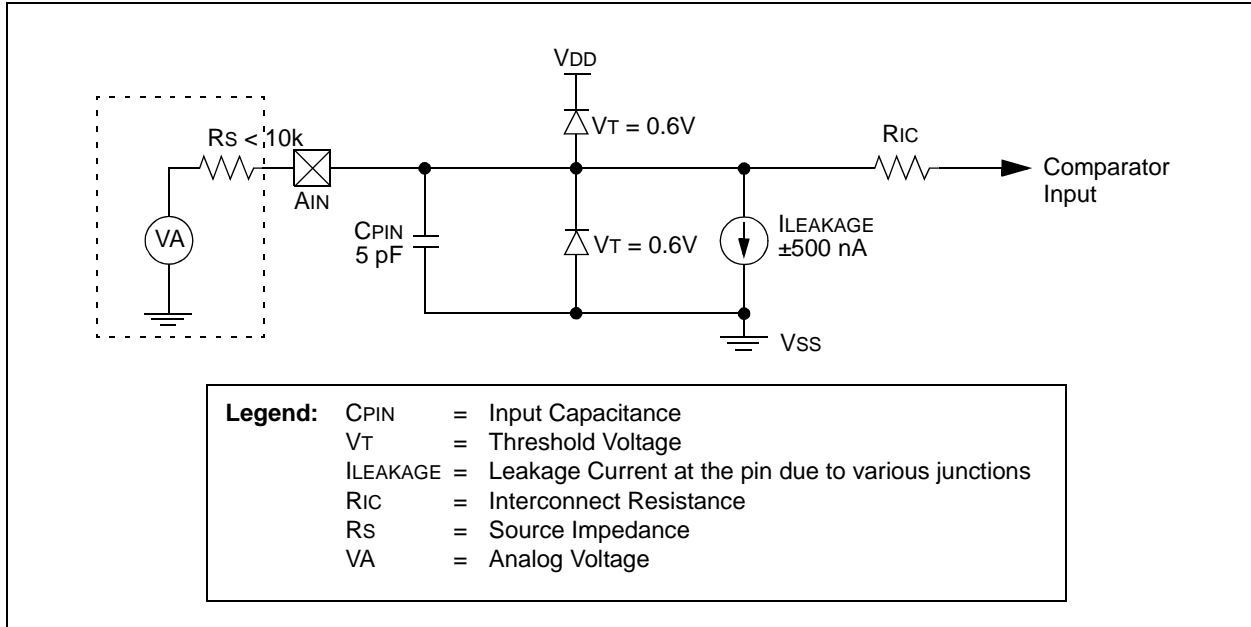 VDD
RS < 10k
VT = 0.6V
RIC
AIN
Comparator
Input
VA
CPIN
5 pF
VT = 0.6V
ILEAKAGE
±500 nA
VSS
Legend: CPIN = Input Capacitance
VT = Threshold Voltage
ILEAKAGE = Leakage Current at the pin due to various junctions
RIC = Interconnect Resistance
RS = Source Impedance
VA = Analog Voltage